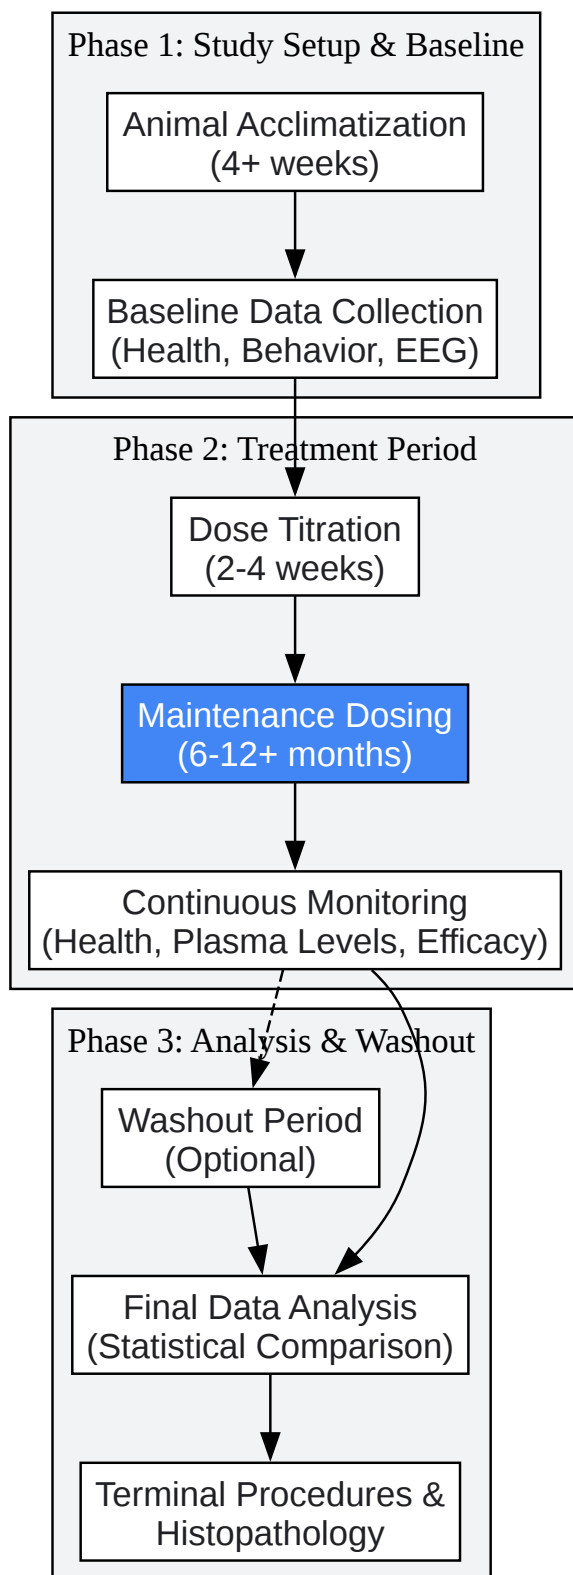 Phase 1: Study Setup & Baseline
Animal Acclimatization
(4+ weeks)
Baseline Data Collection
(Health, Behavior, EEG)
Phase 2: Treatment Period
Dose Titration
(2-4 weeks)
Maintenance Dosing
(6-12+ months)
Continuous Monitoring
(Health, Plasma Levels, Efficacy)
Phase 3: Analysis & Washout
Washout Period
(Optional)
Final Data Analysis
(Statistical Comparison)
Terminal Procedures &
Histopathology